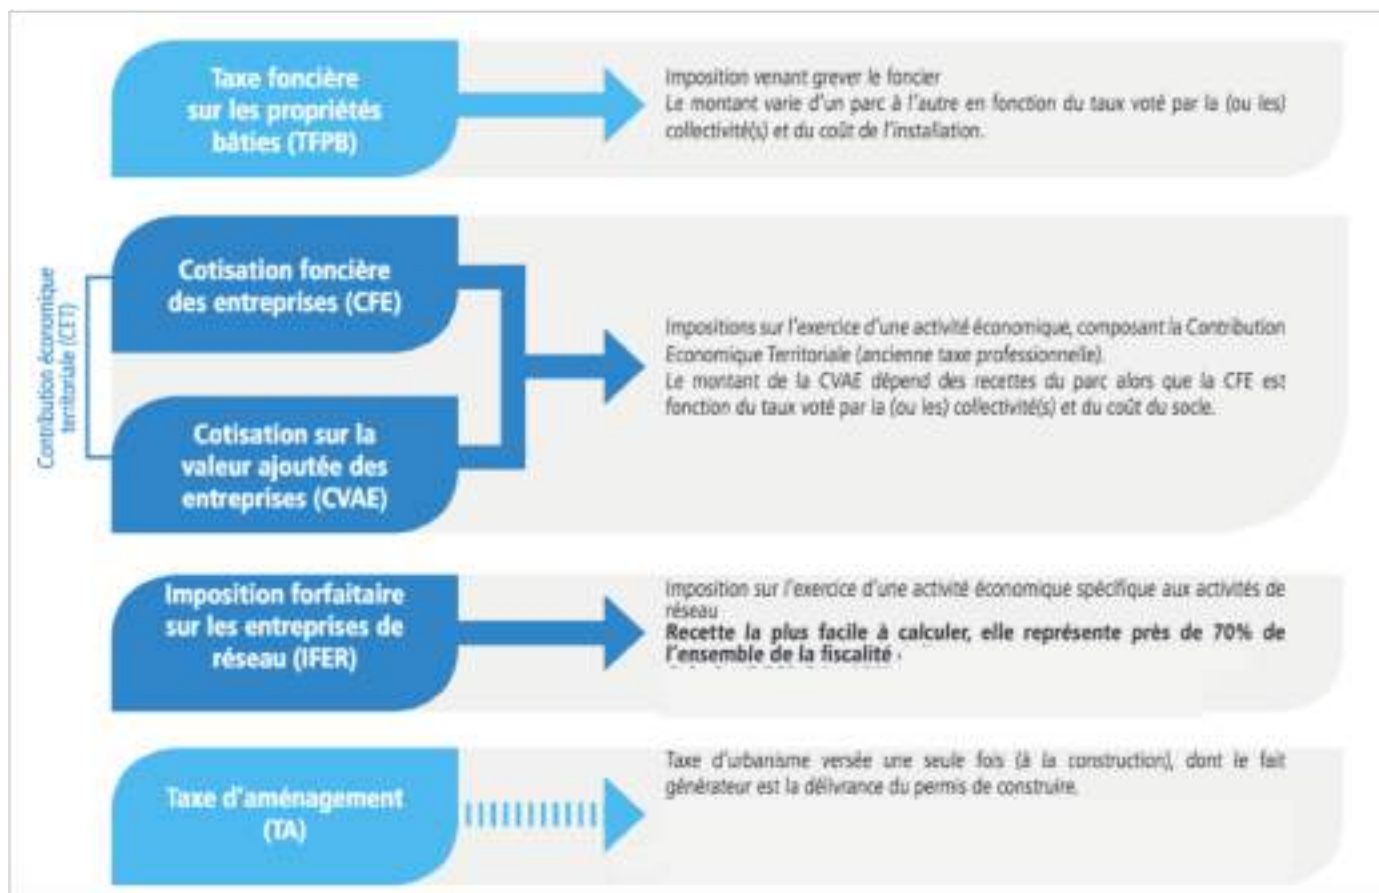 Taxe foncière
sur les propriétés
bâties (TFPB)
Imposition venant grever le foncier
Le montant varie d'un parc à l'autre en fonction du taux voté par la (ou les)
collectivité(s) et du coût de l'installation.
Contribution économique
territoriale (CET)
Cotisation foncière
des entreprises (CFE)
Cotisation sur la
valeur ajoutée des
entreprises (CVAE)
Impositions sur l'exercice d'une activité économique, composant la Contribution
Economique Territoriale (ancienne taxe professionnelle).
Le montant de la CVAE dépend des recettes du parc alors que la CFE est
fonction du taux voté par la (ou les) collectivité(s) et du coût du socle.
Imposition forfaitaire
sur les entreprises de
réseau (IFER)
Imposition sur l'exercice d'une activité économique spécifique aux activités de
réseau
Recette la plus facile à calculer, elle représente près de 70% de
l'ensemble de la fiscalité
Taxe d'aménagement
(TA)
Taxe d'urbanisme versée une seule fois (à la construction), dont le fait
générateur est la délivrance du permis de construire.